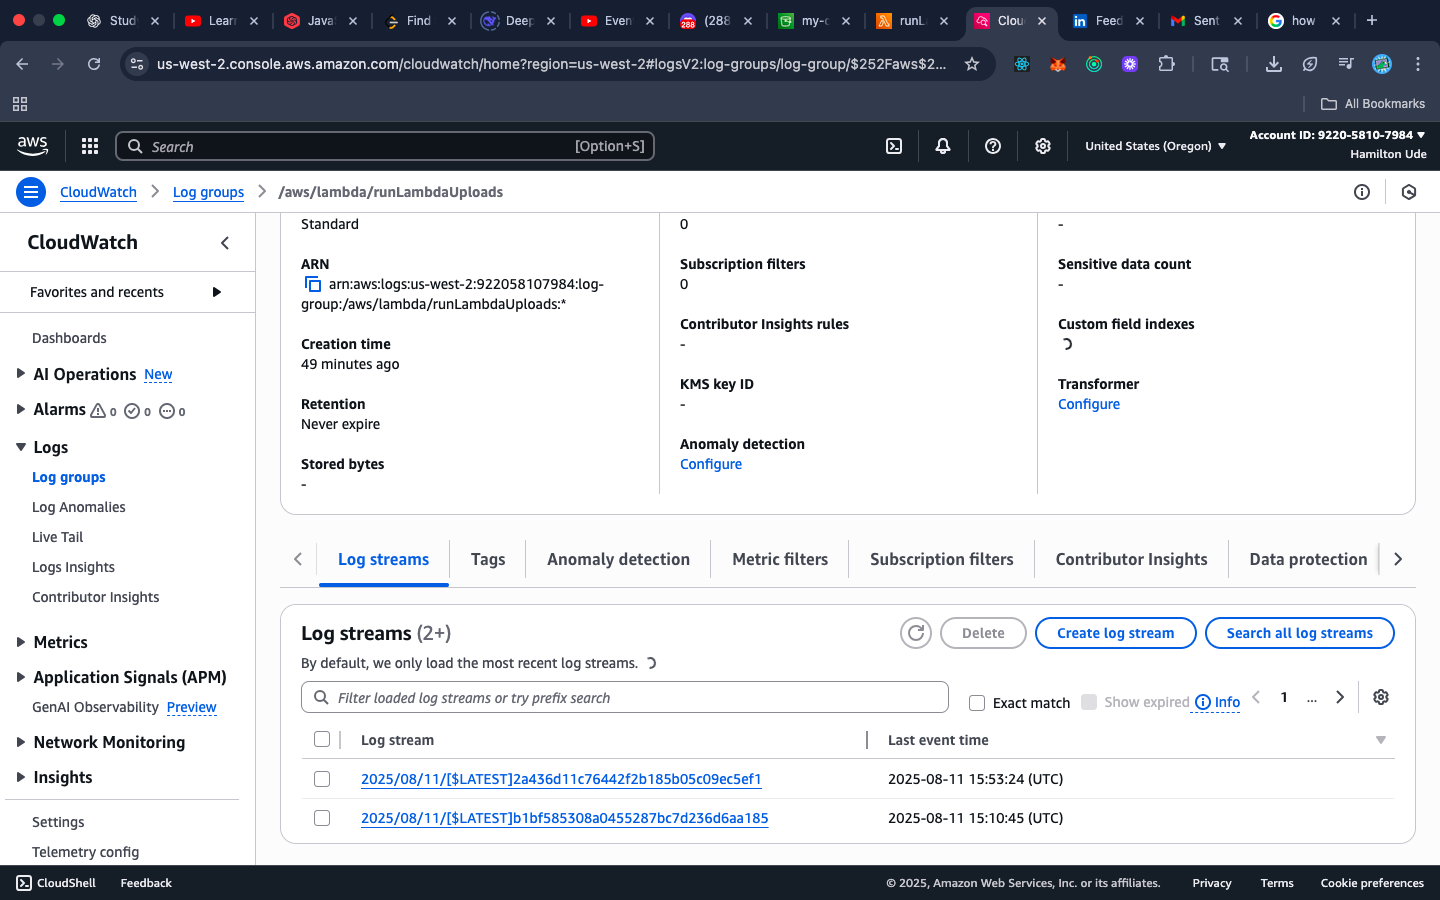 Stud
Learn
Java
Find
Deep
Even
288
(288
my-c
runL
Clou
Feed
Sent
how
us-west-2.console.aws.amazon.com/cloudwatch/home?region=us-west-2#logsV2:log-groups/log-group/$252Faws$2...
All Bookmarks
aws
Search
[Option+S]
United States (Oregon)
Account ID: 9220-5810-7984
Hamilton Ude
CloudWatch
Log groups
/aws/lambda/runLambdaUploads
CloudWatch
Favorites and recents
Dashboards
AI Operations New
Alarms 0 0 0
Logs
Log groups
Log Anomalies
Live Tail
Logs Insights
Contributor Insights
Metrics
Application Signals (APM)
GenAI Observability Preview
Network Monitoring
Insights
Settings
Telemetry config
Standard
ARN
arn:aws:logs:us-west-2:922058107984:log-
group:/aws/lambda/runLambdaUploads:*
Creation time
49 minutes ago
Retention
Never expire
Stored bytes
-
0
Subscription filters
0
Contributor Insights rules
-
KMS key ID
-
Anomaly detection
Configure
-
Sensitive data count
-
Custom field indexes
Transformer
Configure
Log streams
Tags
Anomaly detection
Metric filters
Subscription filters
Contributor Insights
Data protection
Log streams (2+)
Delete
Create log stream
Search all log streams
By default, we only load the most recent log streams.
Filter loaded log streams or try prefix search
Exact match
Show expired
Info
1
...
Log stream
Last event time
2025/08/11/[$LATEST]2a436d11c76442f2b185b05c09ec5ef1
2025-08-11 15:53:24 (UTC)
2025/08/11/[$LATEST]b1bf585308a0455287bc7d236d6aa185
2025-08-11 15:10:45 (UTC)
CloudShell
Feedback
© 2025, Amazon Web Services, Inc. or its affiliates.
Privacy
Terms
Cookie preferences